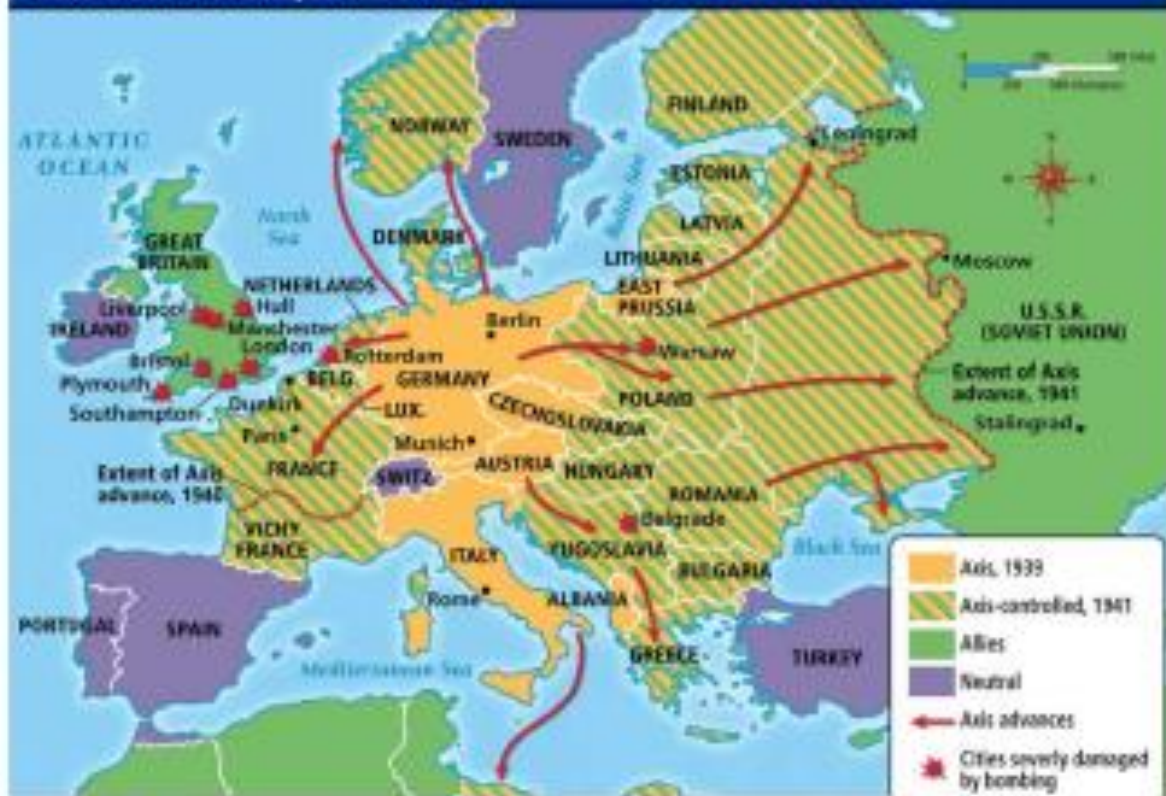 ATLANTIC
OCEAN
NORWAY
SWEDEN
FINLAND
Leningrad
ESTONIA
North
Sea
DENMARK
LATVIA
LITHUANIA
EAST
PRUSSIA
Moscow
GREAT
BRITAIN
NETHERLANDS
IRELAND
Liverpool
Hull
Manchester
London
Bristol
Plymouth
Southampton
Rotterdam
Berlin
Warsaw
U.S.S.R.
(SOVIET UNION)
Extent of Axis
advance, 1941
Stalingrad
BELG.
GERMANY
Dunkirk
LUX.
POLAND
CZECHOSLOVAKIA
Paris
Munich
FRANCE
SWITZ.
AUSTRIA
HUNGARY
Extent of Axis
advance, 1940
ROMANIA
Belgrade
VICHY
FRANCE
YUGOSLAVIA
Black Sea
ITALY
BULGARIA
Rome
ALBANIA
PORTUGAL
SPAIN
GREECE
TURKEY
Mediterranean Sea
Axis, 1939
Axis-controlled, 1941
Allies
Neutral
Axis advances
Cities severly damaged
by bombing